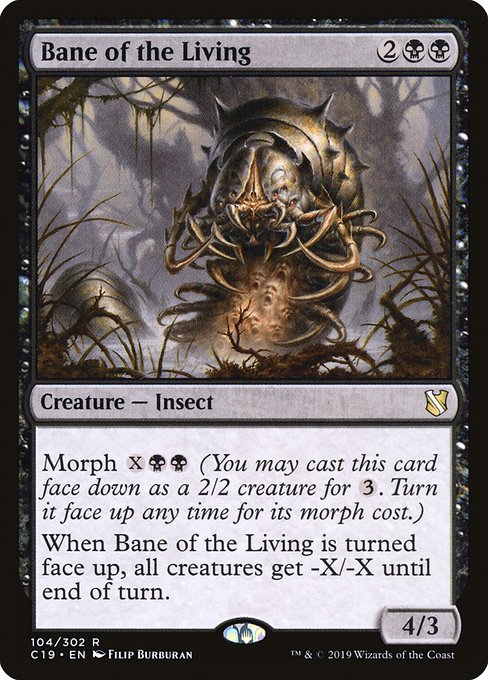 Bane of the Living 2
Creature — Insect
Morph X (You may cast this card
face down as a 2/2 creature for 3. Turn
it face up any time for its morph cost.)
When Bane of the Living is turned
face up, all creatures get -X/-X until
end of turn.
4/3
104/302 R
C19 • EN Filip Burburan
™ & © 2019 Wizards of the Coast